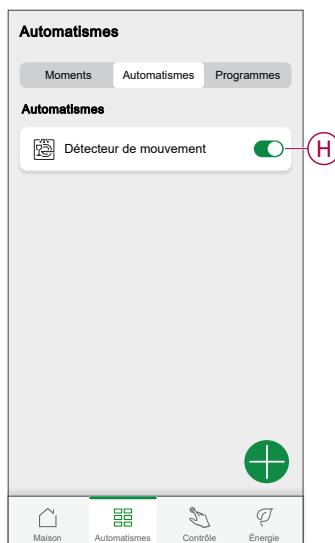 Automatismes
Moments Automatismes Programmes
Automatismes
Détecteur de mouvement
H
Maison Automatismes Contrôle Énergie